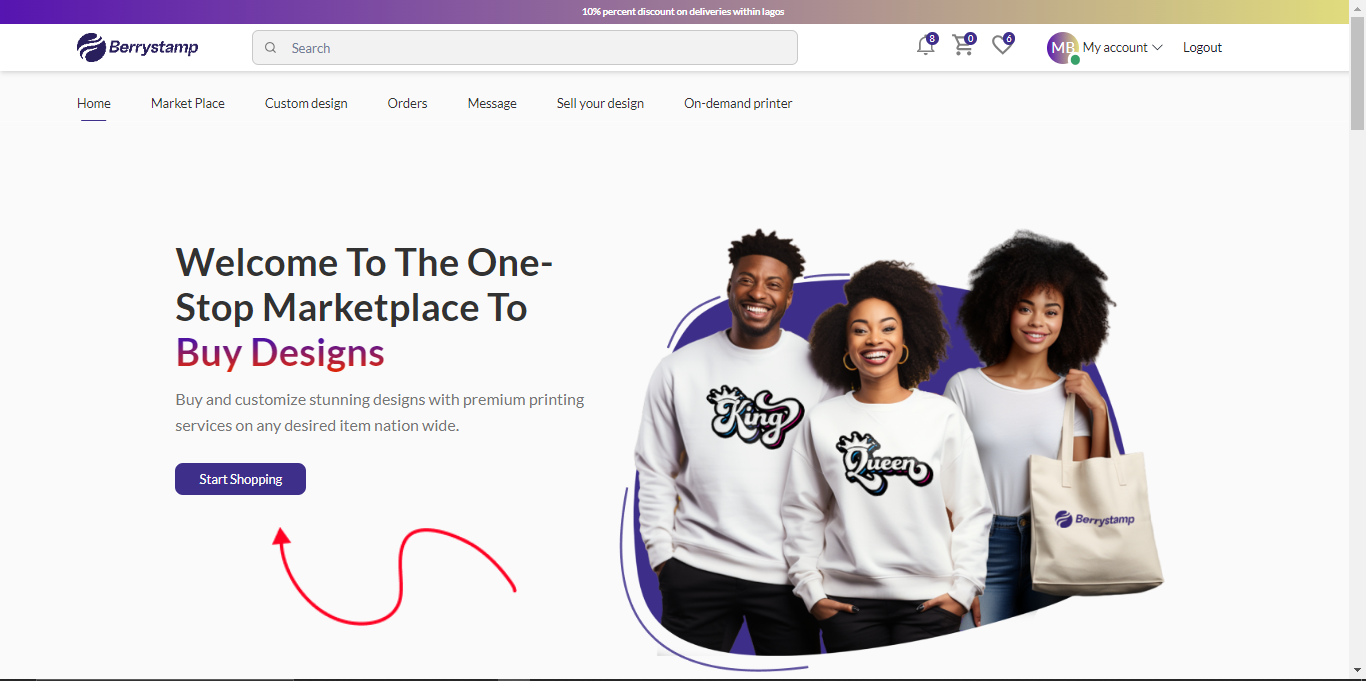 10% percent discount on deliveries within lagos
Berrystamp
Search
8
0
6
MB
My account
Logout
Home
Market Place
Custom design
Orders
Message
Sell your design
On-demand printer
Welcome To The One-
Stop Marketplace To
Buy Designs
Buy and customize stunning designs with premium printing
services on any desired item nation wide.
Start Shopping
King
Queen
Berrystamp